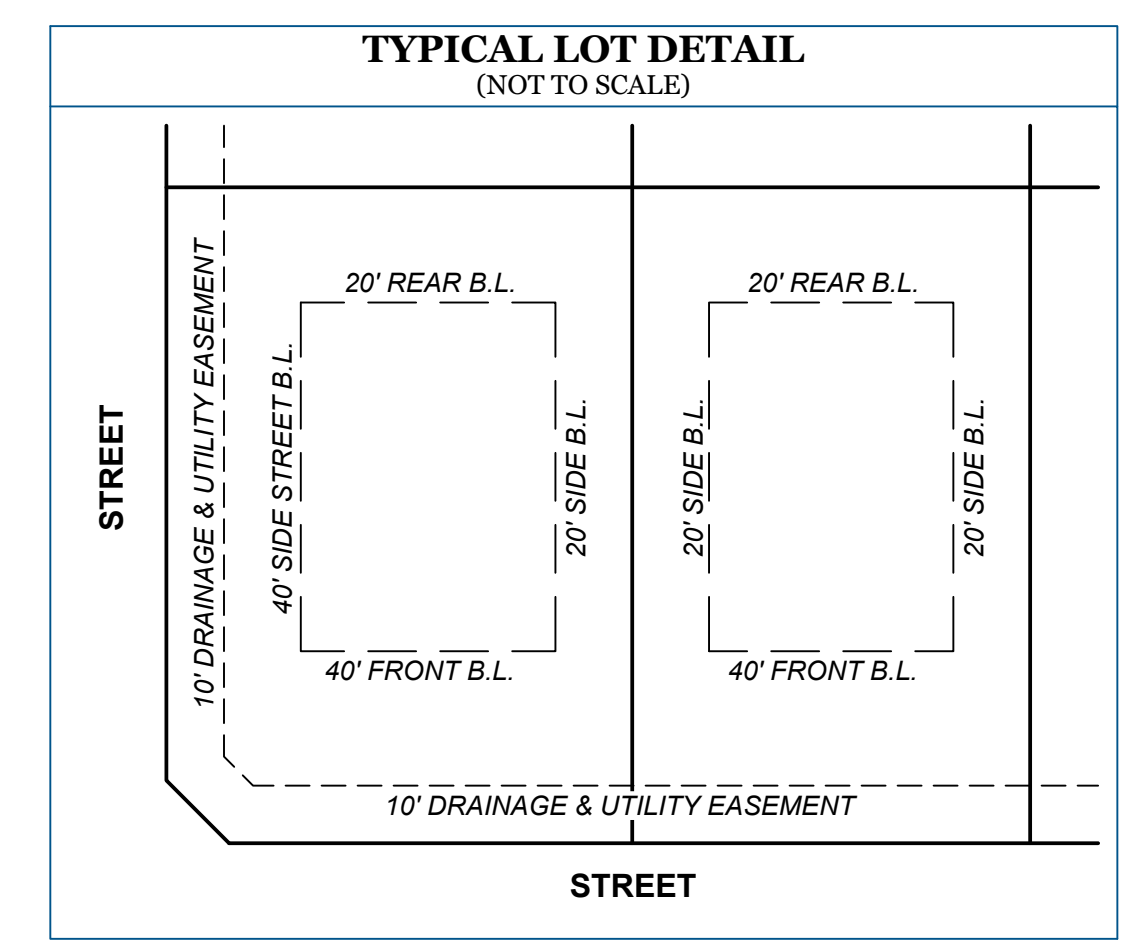 TYPICAL LOT DETAIL
(NOT TO SCALE)
20' REAR B.L.
20' REAR B.L.
STREET
10' DRAINAGE & UTILITY EASEMENT
40' SIDE STREET B.L.
20' SIDE B.L.
20' SIDE B.L.
20' SIDE B.L.
40' FRONT B.L.
40' FRONT B.L.
10' DRAINAGE & UTILITY EASEMENT
STREET